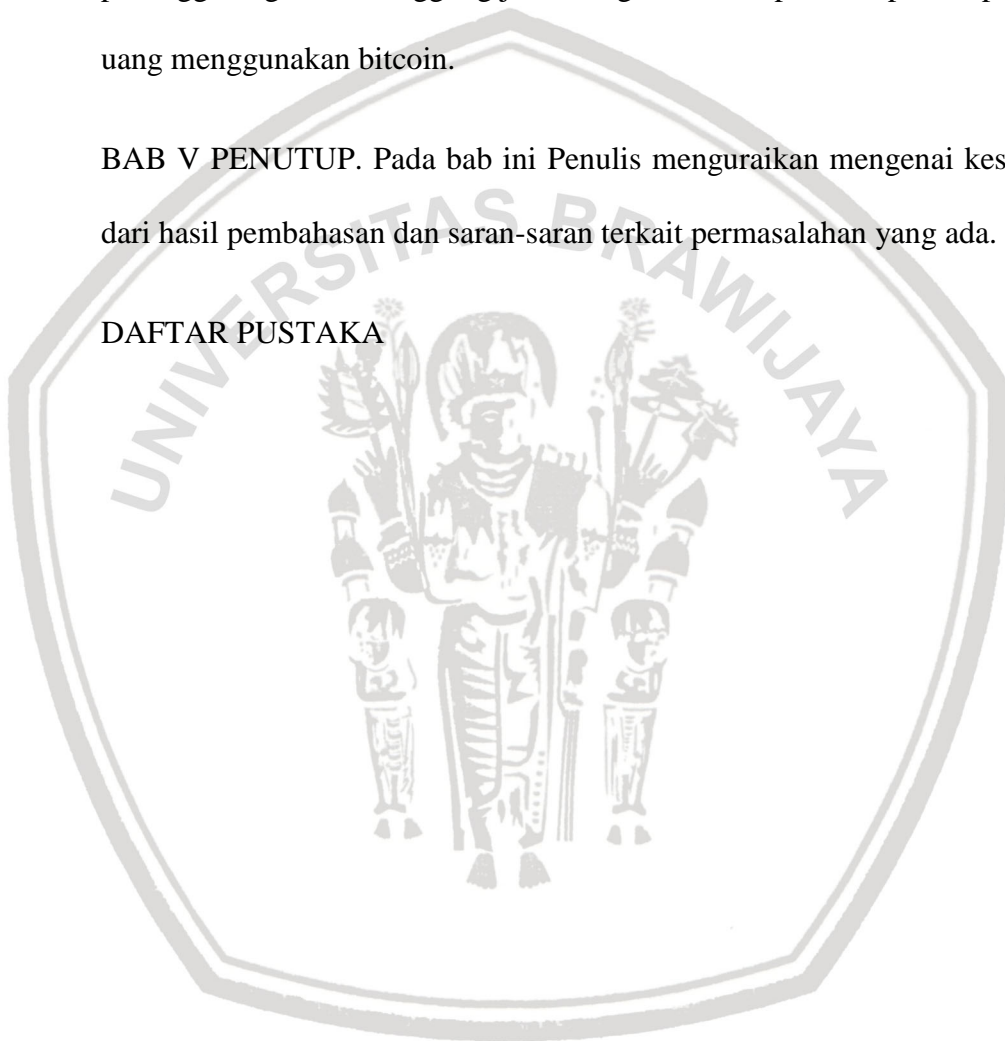 uang menggunakan bitcoin.
BAB V PENUTUP. Pada bab ini Penulis menguraikan mengenai kes
dari hasil pembahasan dan saran-saran terkait permasalahan yang ada.
DAFTAR PUSTAKA
UNIVERSITAS BRAWIJAYA